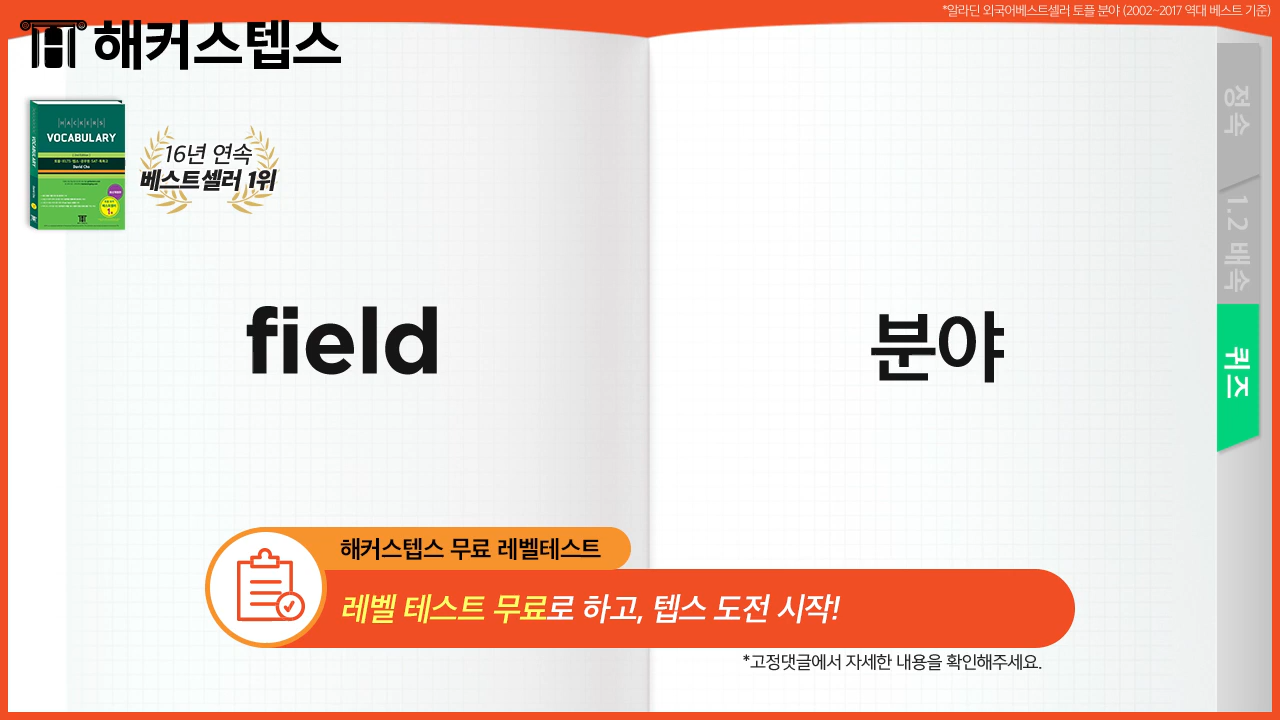 *알라딘 외국어베스트셀러 토플 분야 (2002~2017 역대 베스트 기준)
해커스텝스
HACKERS
VOCABULARY
16년 연속
베스트셀러 1위
정속
1.2 배속
퀴즈
field
분야
해커스텝스 무료 레벨테스트
레벨 테스트 무료로 하고, 텝스 도전 시작!
*고정댓글에서 자세한 내용을 확인해주세요.